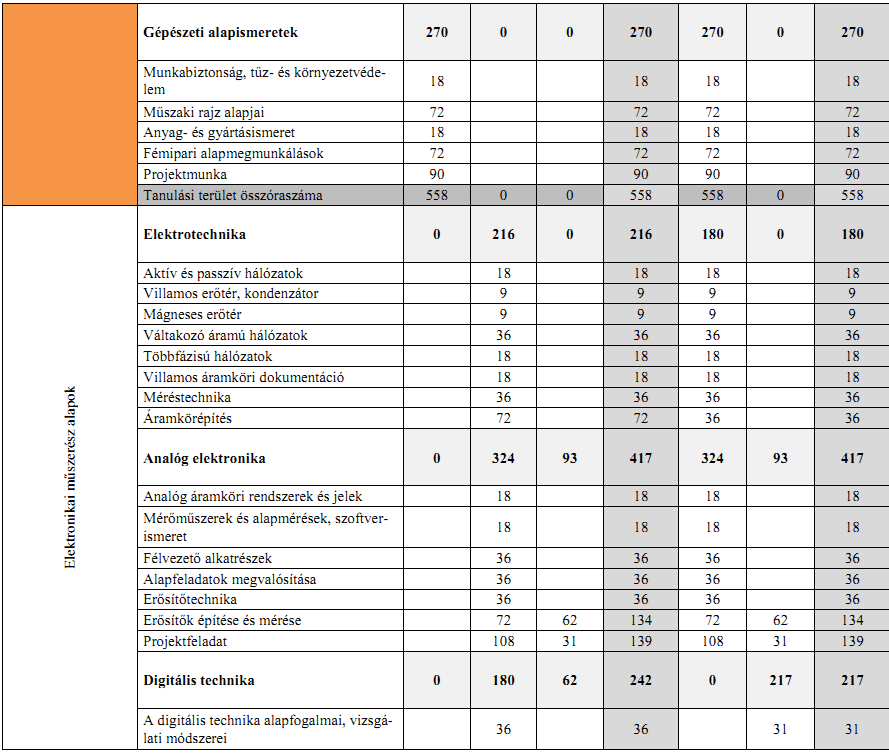 Gépészeti alapismeretek 270 0 0 270 270 0 270
Munkabiztonság, tűz- és környezetvéde-
lem 18 18 18 18
Műszaki rajz alapjai 72 72 72 72
Anyag- és gyártásismeret 18 18 18 18
Fémipari alapmegmunkálások 72 72 72 72
Projektmunka 90 90 90 90
Tanulási terület összóraszáma 558 0 0 558 558 0 558
Elektronikai műszerész alapok
Elektrotechnika 0 216 0 216 180 0 180
Aktív és passzív hálózatok 18 18 18 18
Villamos erőtér, kondenzátor 9 9 9 9
Mágneses erőtér 9 9 9 9
Váltakozó áramú hálózatok 36 36 36 36
Többfázisú hálózatok 18 18 18 18
Villamos áramköri dokumentáció 18 18 18 18
Méréstechnika 36 36 36 36
Áramkörépítés 72 72 36 36
Analóg elektronika 0 324 93 417 324 93 417
Analóg áramköri rendszerek és jelek 18 18 18 18
Mérőműszerek és alapmérések, szoftver-
ismeret 18 18 18 18
Félvezető alkatrészek 36 36 36 36
Alapfeladatok megvalósítása 36 36 36 36
Erősítőtechnika 36 36 36 36
Erősítők építése és mérése 72 62 134 72 62 134
Projektfeladat 108 31 139 108 31 139
Digitális technika 0 180 62 242 0 217 217
A digitális technika alapfogalmai, vizsgá-
lati módszerei 36 36 31 31